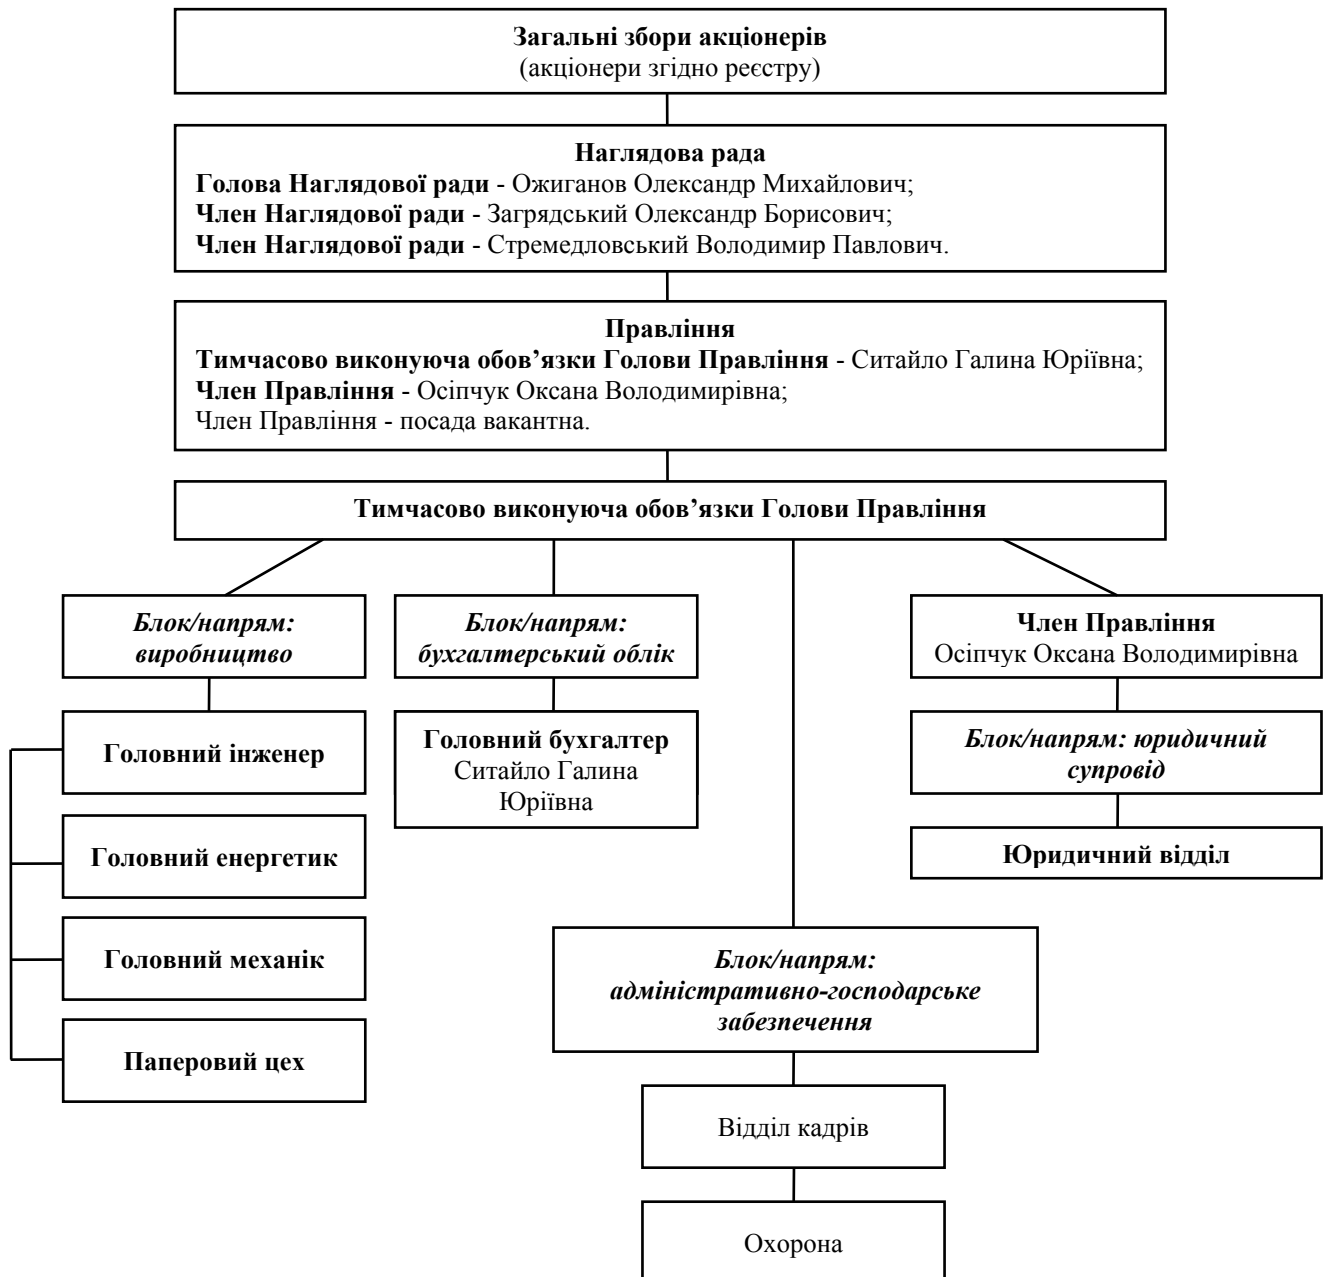 Загальні збори акціонерів
(акціонери згідно реєстру)
Наглядова рада
Голова Наглядової ради - Ожиганов Олександр Михайлович;
Член Наглядової ради - Загрядський Олександр Борисович;
Член Наглядової ради - Стремедловський Володимир Павлович.
Правління
Тимчасово виконуюча обов’язки Голови Правління - Ситайло Галина Юріївна;
Член Правління - Осіпчук Оксана Володимирівна;
Член Правління - посада вакантна.
Тимчасово виконуюча обов’язки Голови Правління
Блок/напрям:
виробництво
Головний інженер
Головний енергетик
Головний механік
Паперовий цех
Блок/напрям:
бухгалтерський облік
Головний бухгалтер
Ситайло Галина
Юріївна
Блок/напрям:
адміністративно-господарське
забезпечення
Відділ кадрів
Охорона
Член Правління
Осіпчук Оксана Володимирівна
Блок/напрям: юридичний
супровід
Юридичний відділ